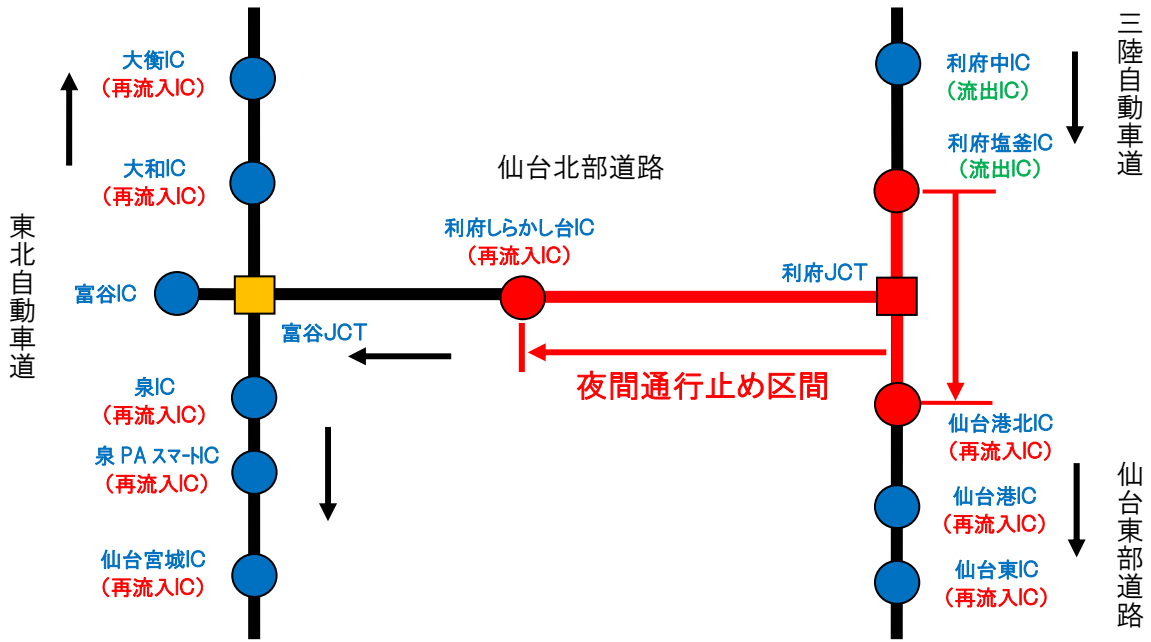 大衡IC
（再流入IC）
大和IC
（再流入IC）
東北自動車道
富谷IC
富谷JCT
泉IC
（再流入IC）
泉PAスマートIC
（再流入IC）
仙台宮城IC
（再流入IC）
仙台北部道路
利府しらかし台IC
（再流入IC）
利府JCT
夜間通行止め区間
三陸自動車道
利府中IC
（流出IC）
利府塩釜IC
（流出IC）
仙台港北IC
（再流入IC）
仙台港IC
（再流入IC）
仙台東IC
（再流入IC）
仙台東部道路